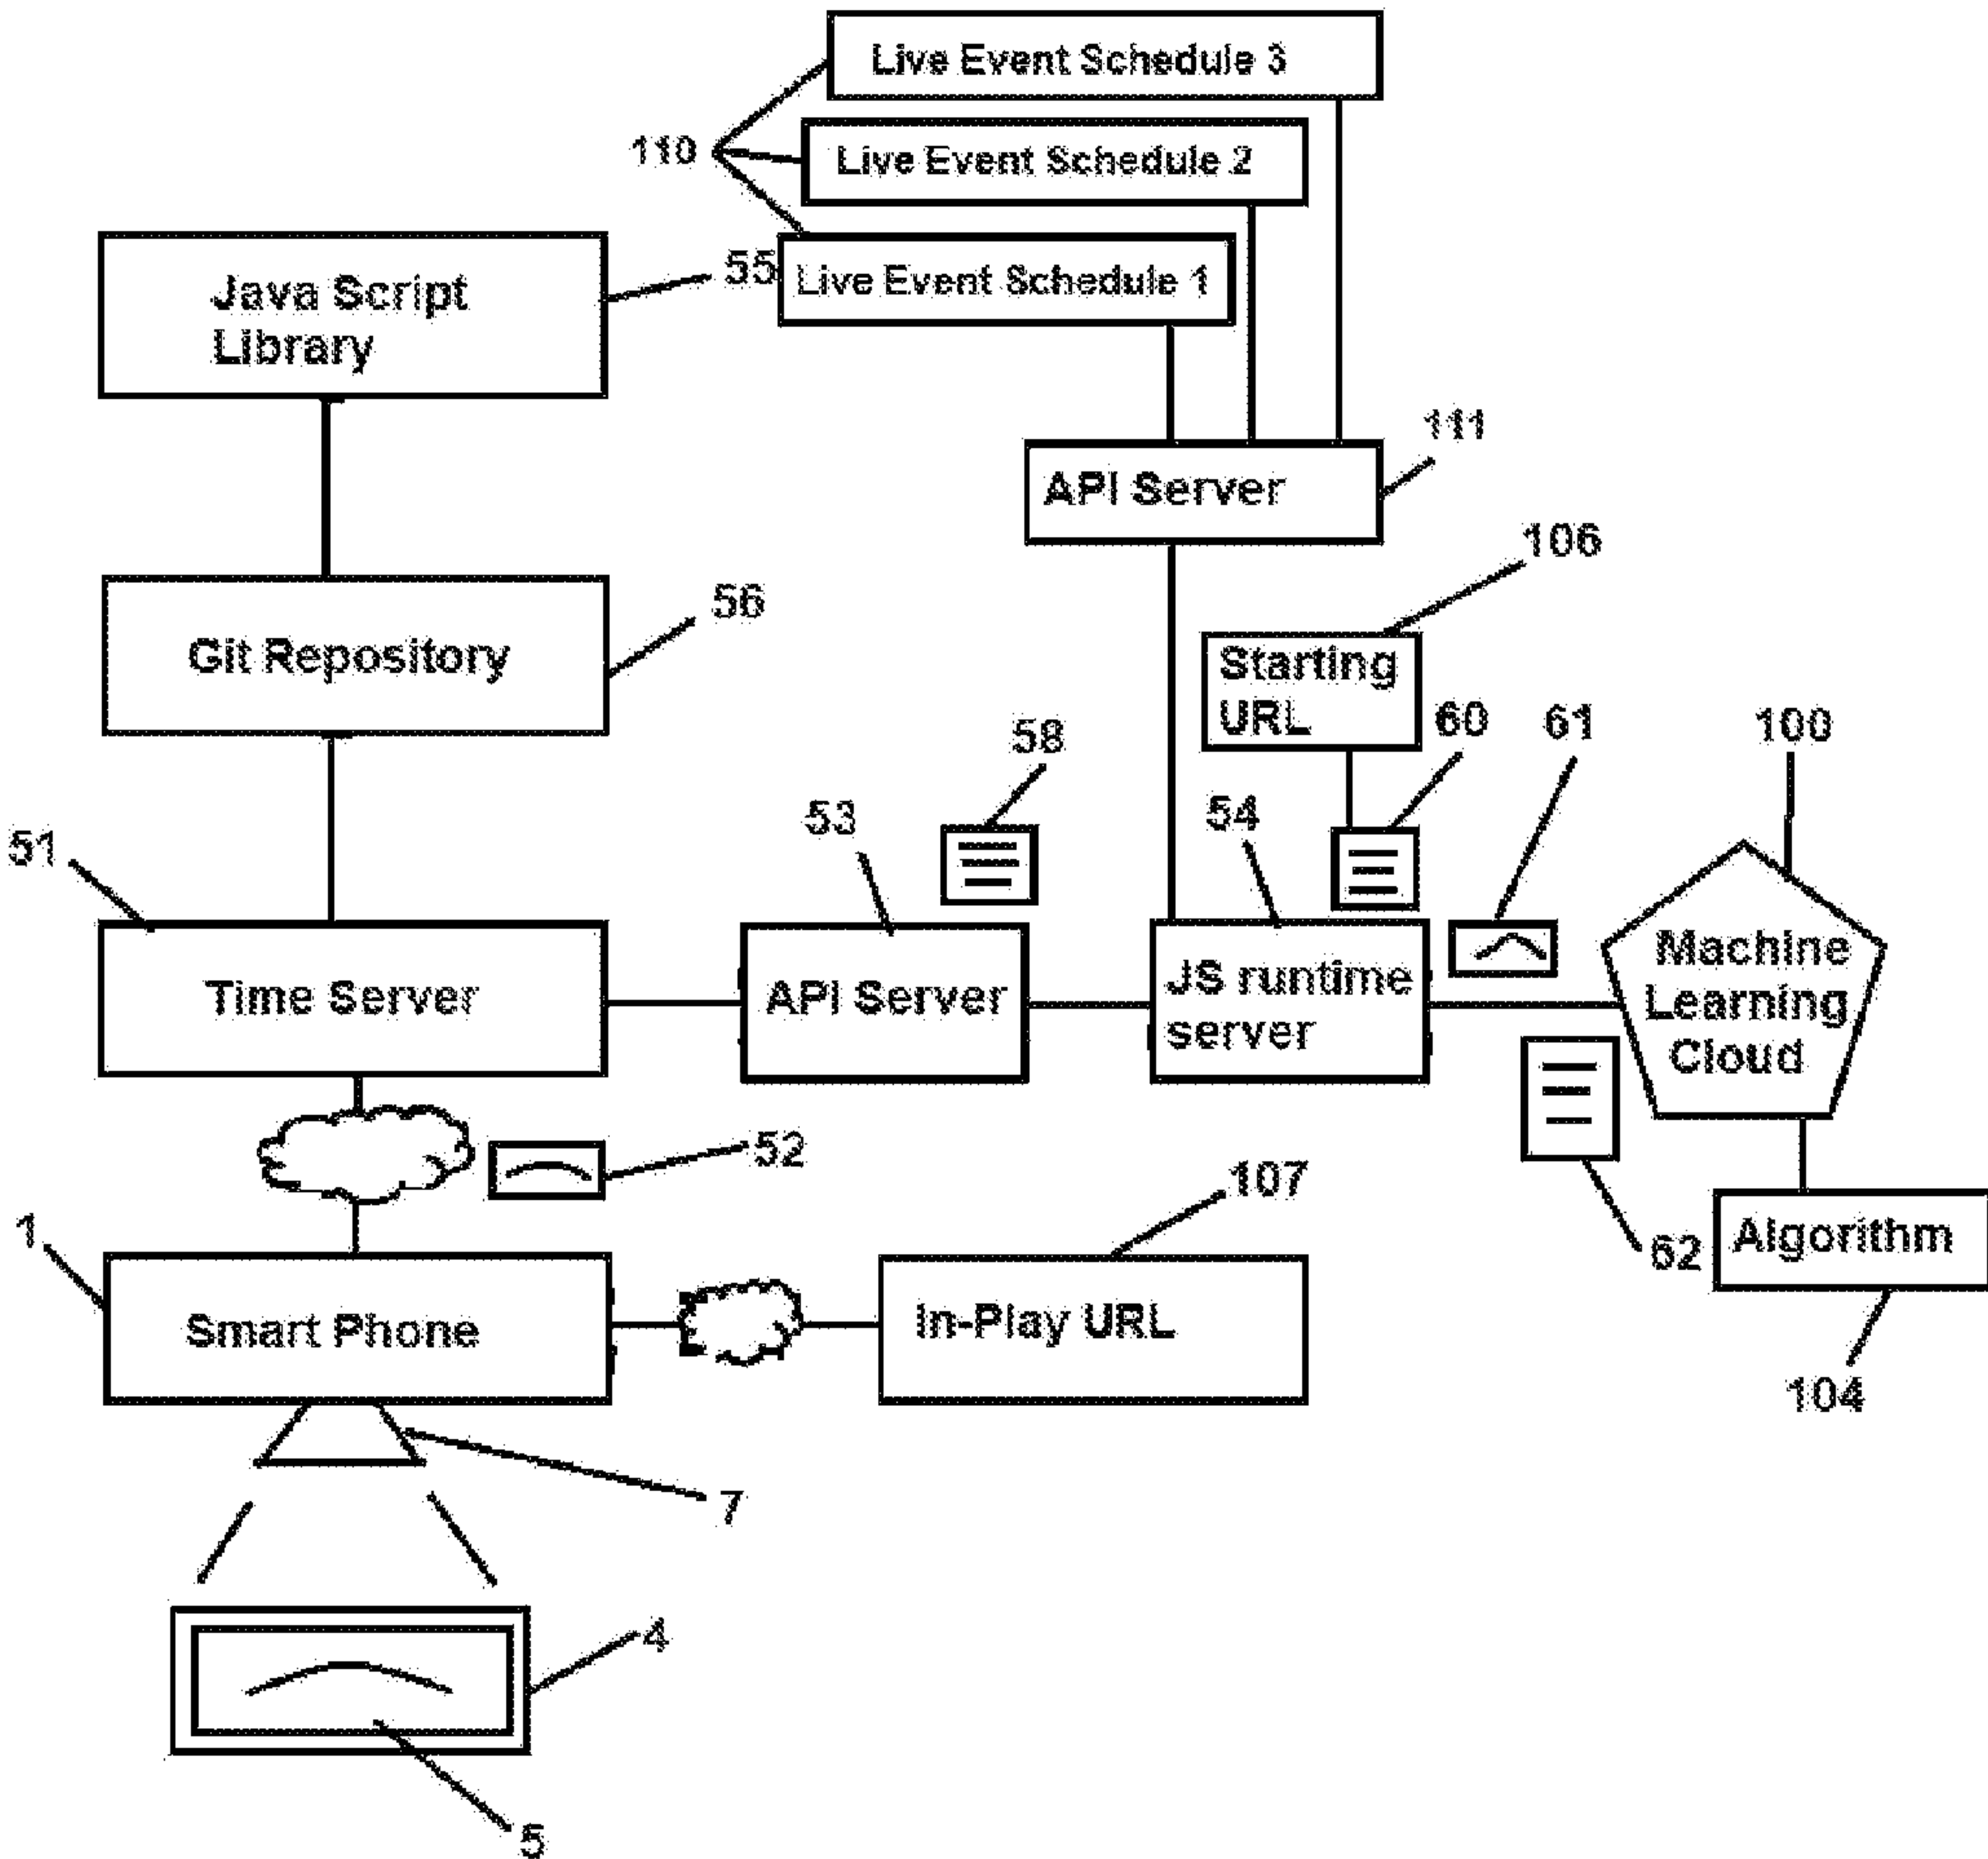 Live Event Schedule 3
110
Live Event Schedule 2
55
Live Event Schedule 1
Java Script
Library
111
API Server
106
56
Git Repository
Starting
URL
60
61
100
58
53
54
51
Time Server
API Server
JS runtime
server
Machine
Learning
Cloud
52
107
62
Algorithm
1
Smart Phone
In-Play URL
104
7
4
5